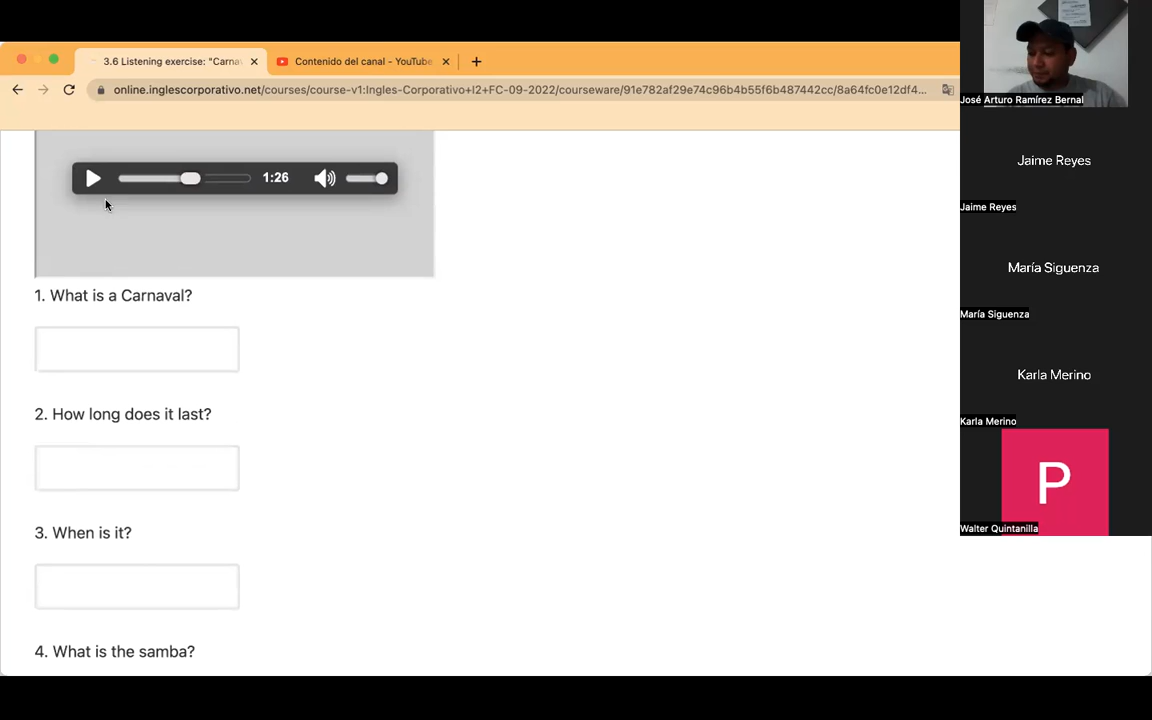 3.6 Listening exercise: "Carna
Contenido del canal - YouTube
online.inglescorporativo.net/courses/course-v1:Ingles-Corporativo+I2+FC-09-2022/courseware/91e782af29e74c96b4b55f6b487442cc/8a64fc0e12df4...
1:26
1. What is a Carnaval?
2. How long does it last?
3. When is it?
4. What is the samba?
José Arturo Ramírez Bernal
Jaime Reyes
Jaime Reyes
María Siguenza
María Siguenza
Karla Merino
Karla Merino
P
Walter Quintanilla